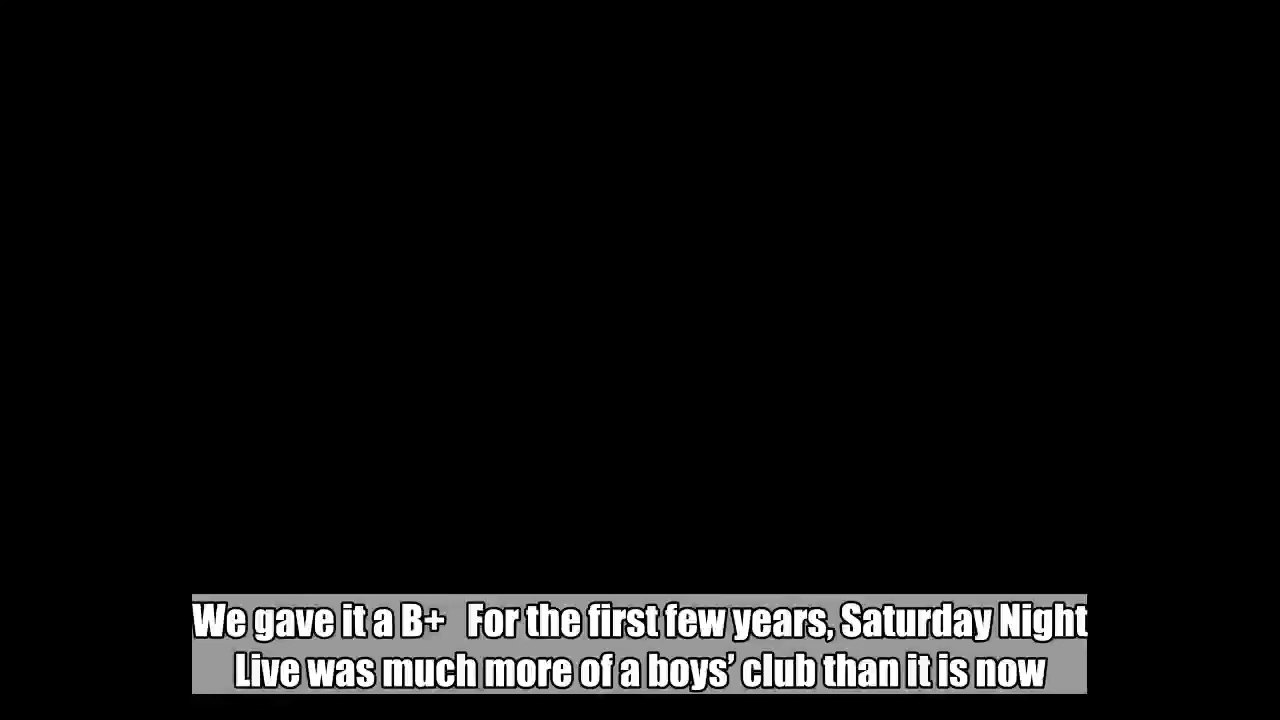 We gave it a B+   For the first few years, Saturday Night
Live was much more of a boys’ club than it is now